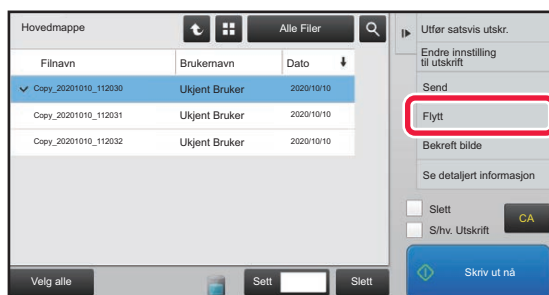 Hovedmappe
Alle Filer
Filnavn
Brukernavn
Dato
Copy_20201010_112030
Ukjent Bruker
2020/10/10
Copy_20201010_112031
Ukjent Bruker
2020/10/10
Copy_20201010_112032
Ukjent Bruker
2020/10/10
Velg alle
Sett
Slett
Utfør satsvis utskr.
Endre innstilling
til utskrift
Send
Flytt
Bekreft bilde
Se detaljert informasjon
Slett
S/hv. Utskrift
CA
Skriv ut nå